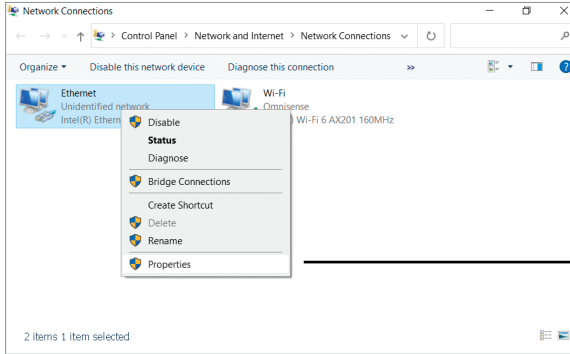 Network Connections
Control Panel > Network and Internet > Network Connections
Organize Disable this network device Diagnose this connection »
Ethernet
Unidentified network
Intel(R) Ethern
Wi-Fi
Omnisense
) Wi-Fi 6 AX201 160MHz
Disable
Status
Diagnose
Bridge Connections
Create Shortcut
Delete
Rename
Properties
2 items 1 item selected